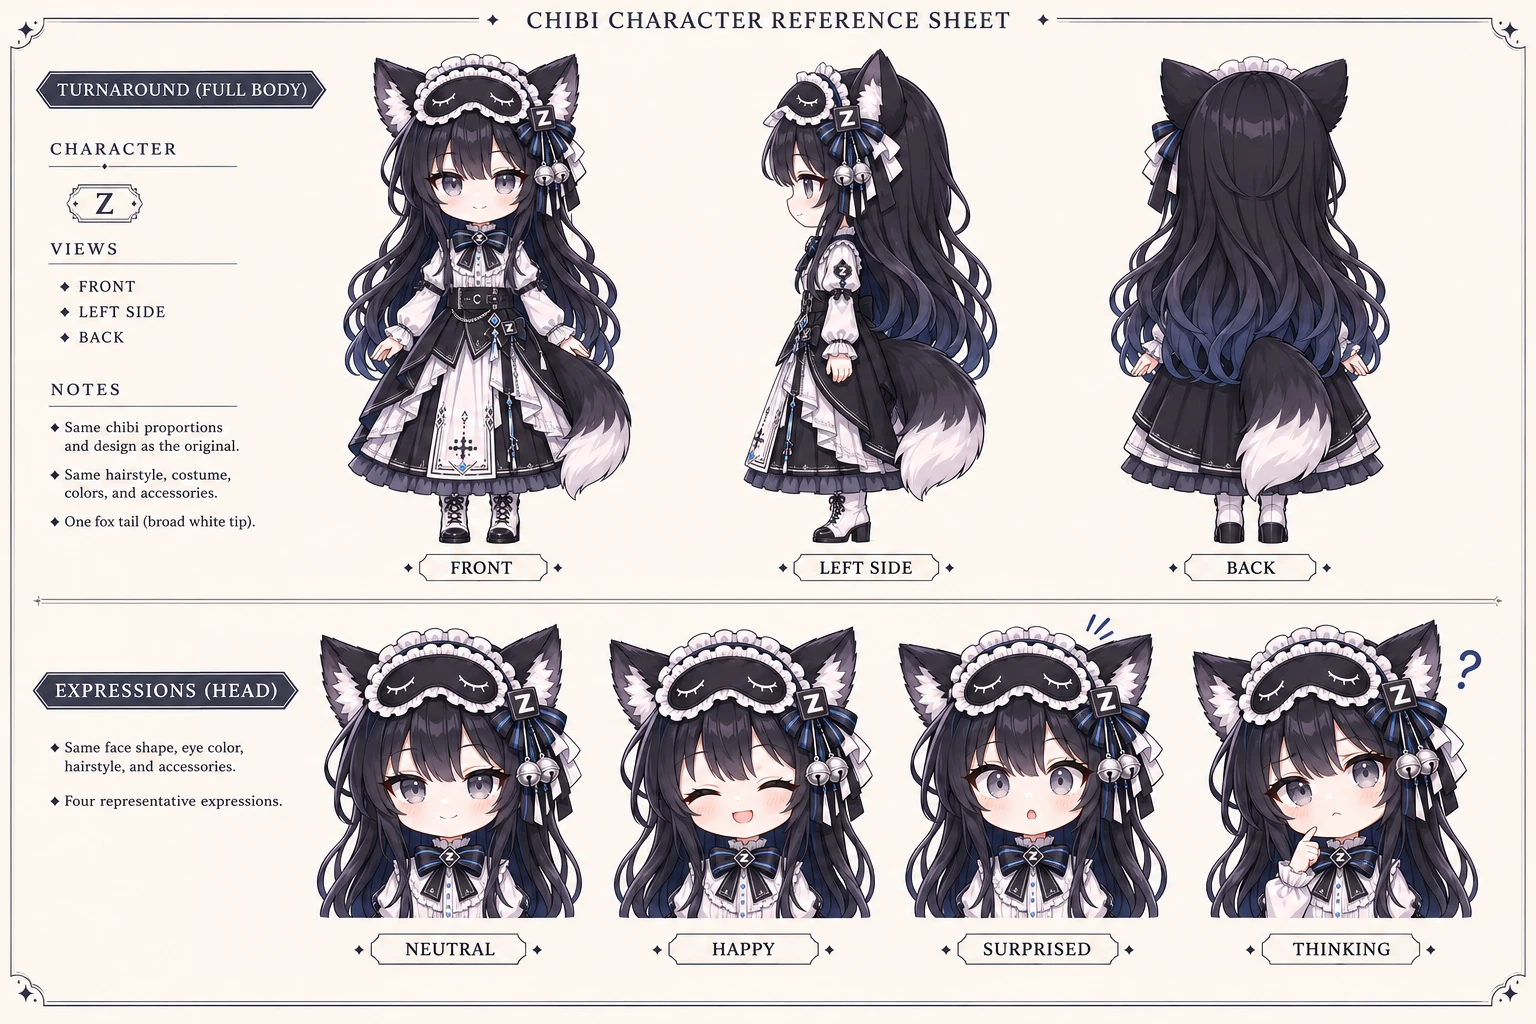 CHIBI CHARACTER REFERENCE SHEET
TURNAROUND (FULL BODY)
CHARACTER
Z
VIEWS
FRONT
LEFT SIDE
BACK
NOTES
Same chibi proportions
and design as the original.
Same hairstyle, costume,
colors, and accessories.
One fox tail (broad white tip).
Z
Z
C
Z
Z
Z
FRONT
LEFT SIDE
BACK
EXPRESSIONS (HEAD)
Same face shape, eye color,
hairstyle, and accessories.
Four representative expressions.
Z
Z
Z
Z
Z
Z
Z
?
Z
NEUTRAL
HAPPY
SURPRISED
THINKING